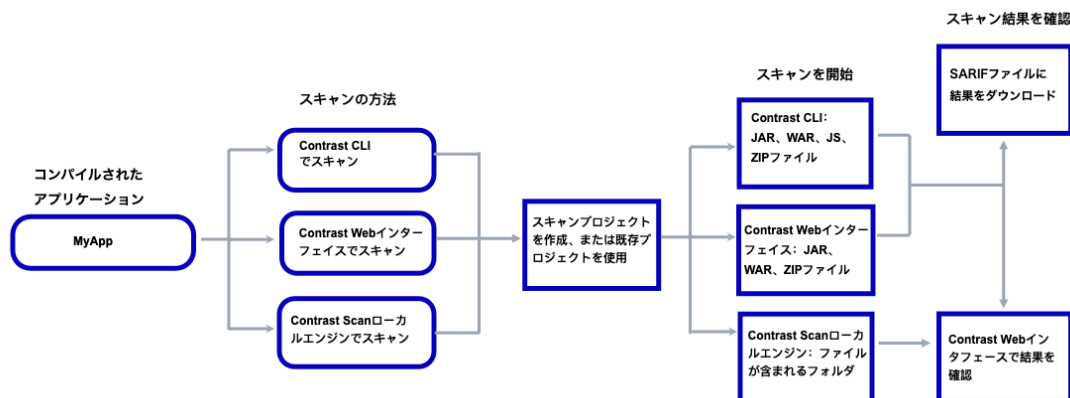 コンパイルされた
アプリケーション
MyApp
スキャンの方法
Contrast CLI
でスキャン
Contrast Webインター
フェイスでスキャン
Contrast Scanローカ
ルエンジンでスキャン
スキャンプロジェクト
を作成、または既存プ
ロジェクトを使用
スキャンを開始
Contrast CLI：
JAR、WAR、JS、
ZIPファイル
Contrast Webインター
フェイス：JAR、
WAR、ZIPファイル
Contrast Scanローカ
ルエンジン：ファイル
が含まれるフォルダ
スキャン結果を確認
SARIFファイルに
結果をダウンロード
Contrast Webイン
タフェースで結果を
確認